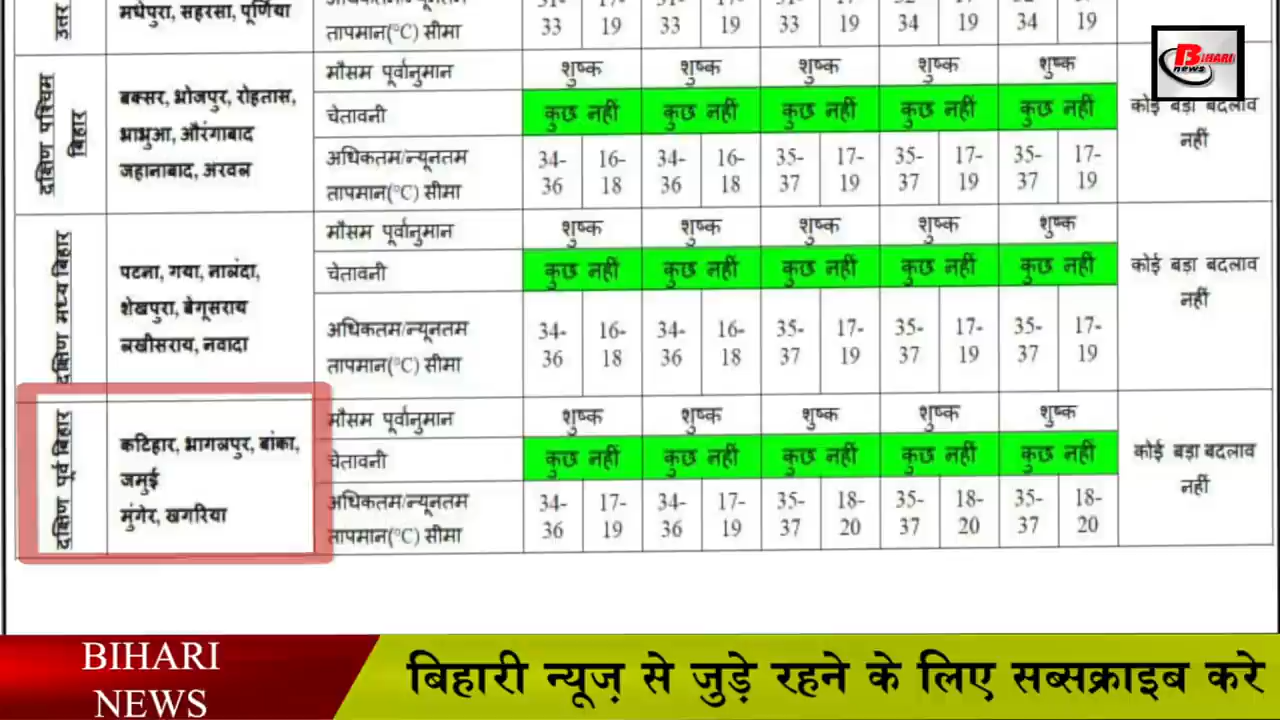 उत्तर
मधेपुरा, सहरसा, पूर्णिया
तापमान(°C) सीमा
33 19 33 19 33 19 34 19 34 19
BIHARI
news
दक्षिण पश्चिम
बिहार
बक्सर, भोजपुर, रोहतास,
भाभुआ, औरंगाबाद
जहानाबाद, अरवल
मौसम पूर्वानुमान
शुष्क शुष्क शुष्क शुष्क शुष्क
चेतावनी
कुछ नहीं कुछ नहीं कुछ नहीं कुछ नहीं कुछ नहीं
अधिकतम/न्यूनतम
तापमान(°C) सीमा
34- 16- 34- 16- 35- 17- 35- 17- 35- 17-
36 18 36 18 37 19 37 19 37 19
कोई बड़ा बदलाव
नहीं
दक्षिण मध्य बिहार
पटना, गया, नालंदा,
शेखपुरा, बेगूसराय
लखीसराय, नवादा
मौसम पूर्वानुमान
शुष्क शुष्क शुष्क शुष्क शुष्क
चेतावनी
कुछ नहीं कुछ नहीं कुछ नहीं कुछ नहीं कुछ नहीं
अधिकतम/न्यूनतम
तापमान(°C) सीमा
34- 16- 34- 16- 35- 17- 35- 17- 35- 17-
36 18 36 18 37 19 37 19 37 19
कोई बड़ा बदलाव
नहीं
दक्षिण पूर्व बिहार
कटिहार, भागलपुर, बांका,
जमुई
मुंगेर, खगरिया
मौसम पूर्वानुमान
शुष्क शुष्क शुष्क शुष्क शुष्क
चेतावनी
कुछ नहीं कुछ नहीं कुछ नहीं कुछ नहीं कुछ नहीं
अधिकतम/न्यूनतम
तापमान(°C) सीमा
34- 17- 34- 17- 35- 18- 35- 18- 35- 18-
36 19 36 19 37 20 37 20 37 20
कोई बड़ा बदलाव
नहीं
BIHARI
NEWS
बिहारी न्यूज़ से जुड़े रहने के लिए सब्सक्राइब करे